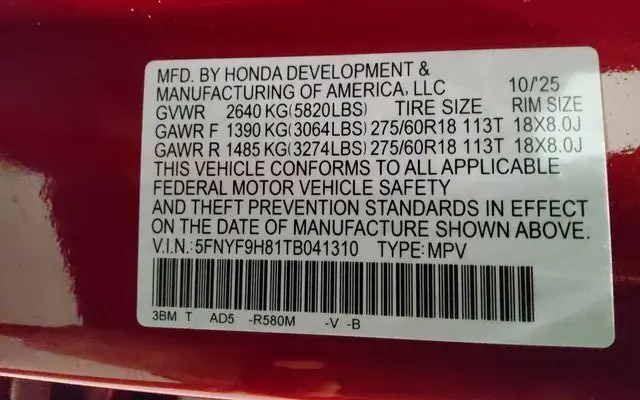 MFD. BY HONDA DEVELOPMENT &
MANUFACTURING OF AMERICA, LLC 10/'25
GVWR 2640 KG(5820LBS) TIRE SIZE RIM SIZE
GAWR F 1390 KG(3064LBS) 275/60R18 113T 18X8.0J
GAWR R 1485 KG(3274LBS) 275/60R18 113T 18X8.0J
THIS VEHICLE CONFORMS TO ALL APPLICABLE
FEDERAL MOTOR VEHICLE SAFETY
AND THEFT PREVENTION STANDARDS IN EFFECT
ON THE DATE OF MANUFACTURE SHOWN ABOVE.
V.I.N.:5FNYF9H81TB041310 TYPE:MPV
3BM T AD5 -R580M -V -B